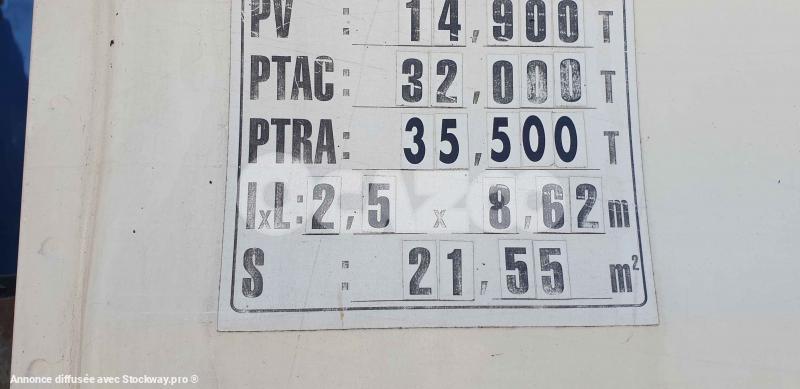 PV : 14,900 T
PTAC : 32,000 T
PTRA : 35,500 T
lxL: 2,5 x 8,62 m
S : 21,55 m²
Annonce diffusée avec Stockway.pro ®